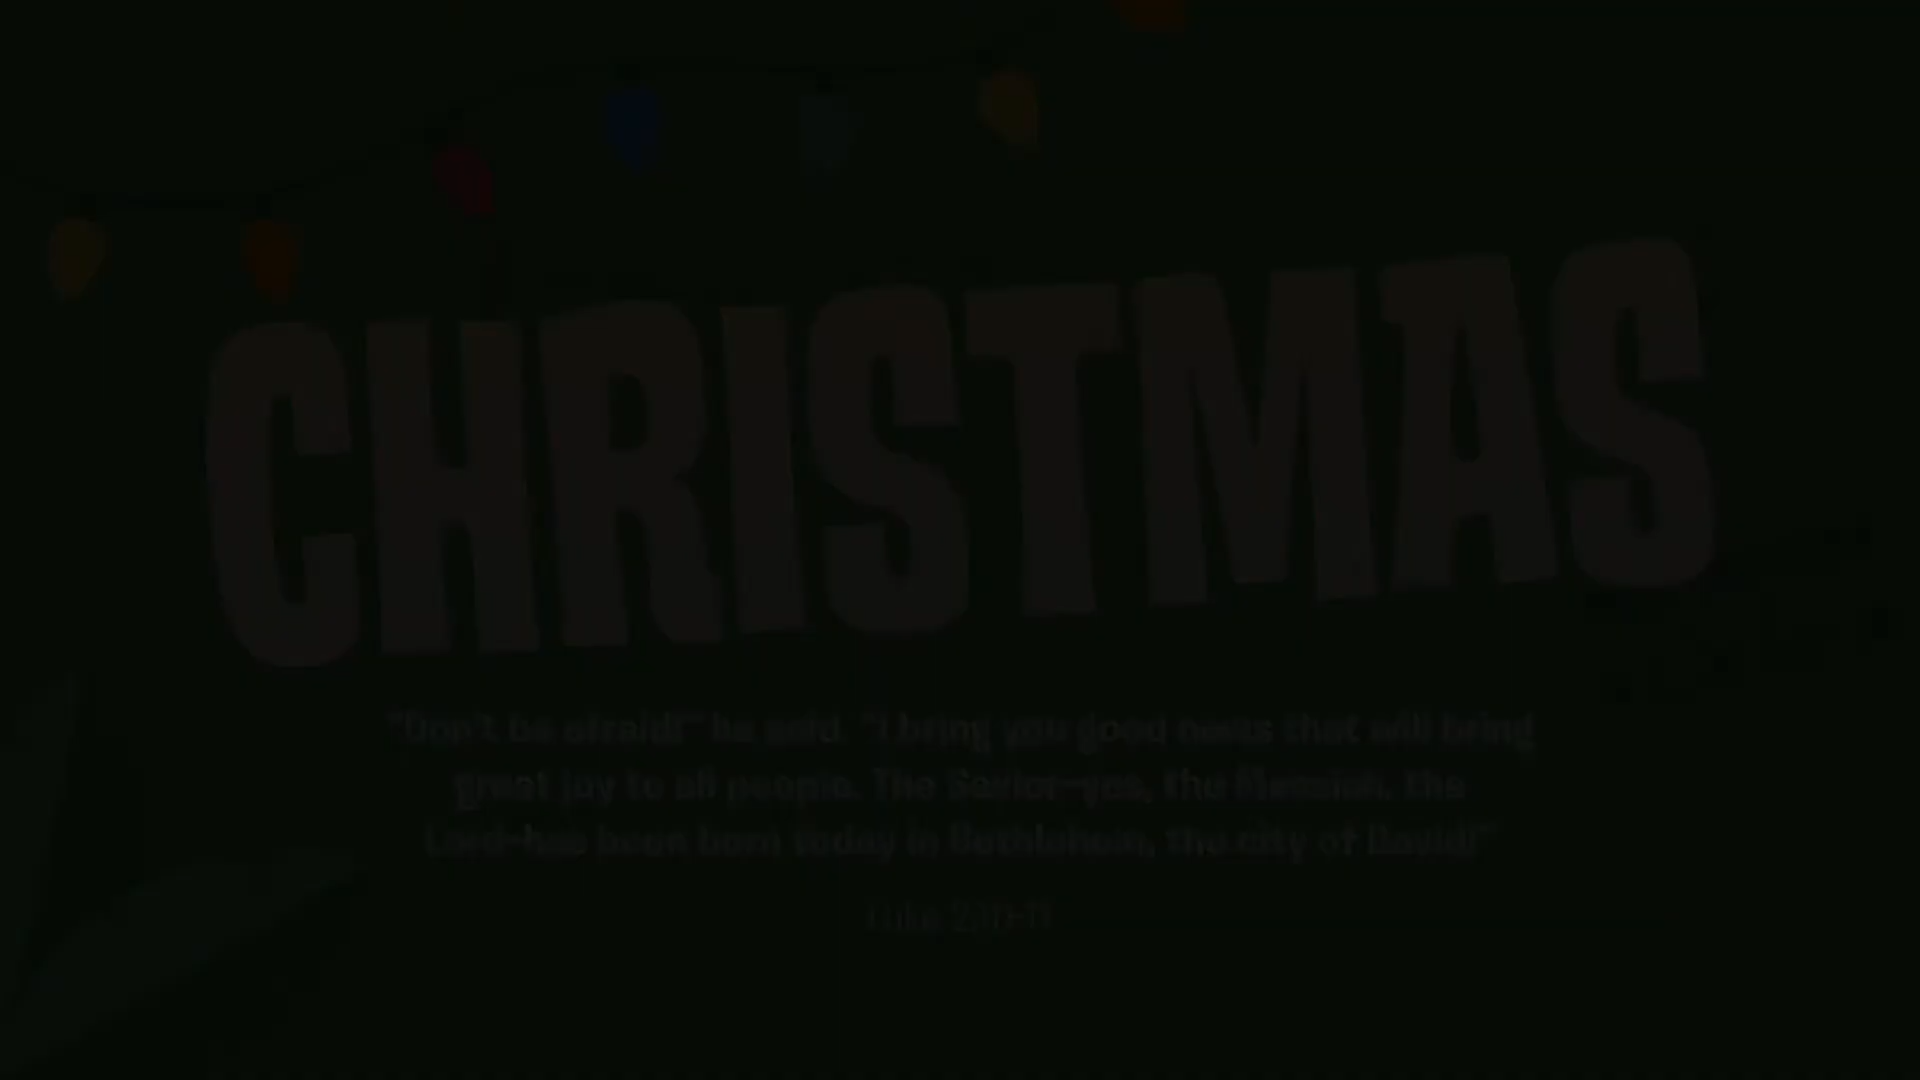 CHRISTMAS
"Don't be afraid!" he said. "I bring you good news that will bring
great joy to all people. The Savior—yes, the Messiah, the
Lord—has been born today in Bethlehem, the city of David!"
Luke 2:10-11